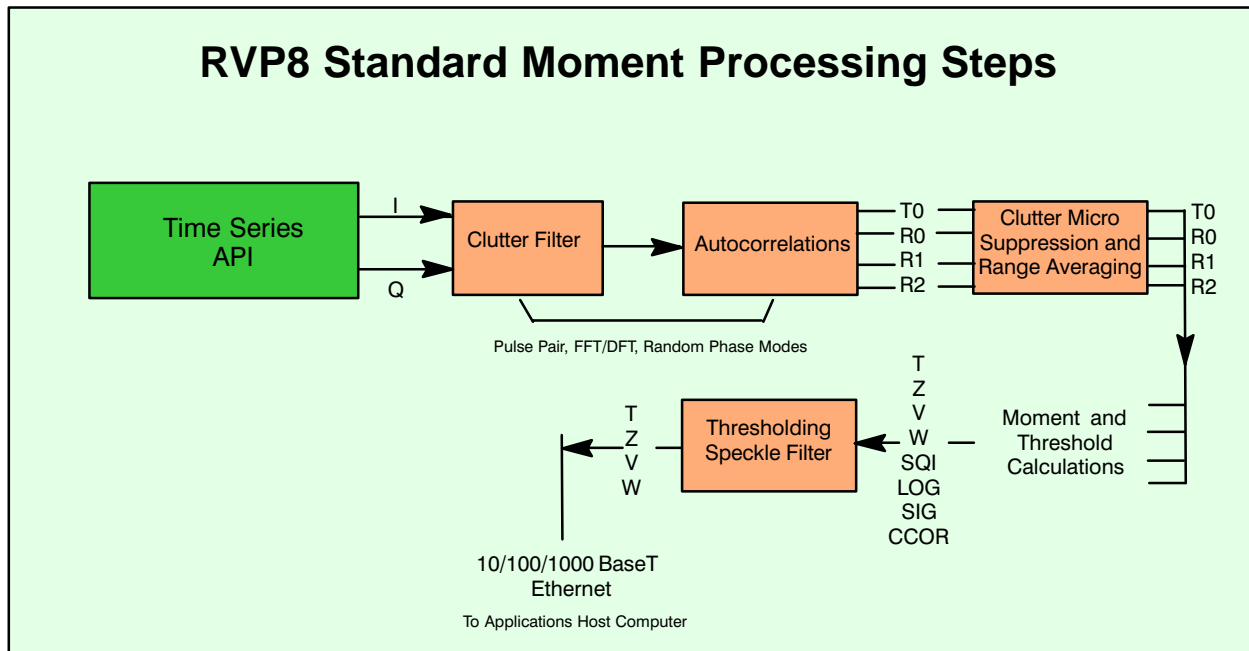 RVP8 Standard Moment Processing Steps
Time Series
API
I
Q
Clutter Filter
Autocorrelations
T0
R0
R1
R2
Clutter Micro
Suppression and
Range Averaging
T0
R0
R1
R2
Pulse Pair, FFT/DFT, Random Phase Modes
Moment and
Threshold
Calculations
T
Z
V
W
SQI
LOG
SIG
CCOR
Thresholding
Speckle Filter
T
Z
V
W
10/100/1000 BaseT
Ethernet
To Applications Host Computer